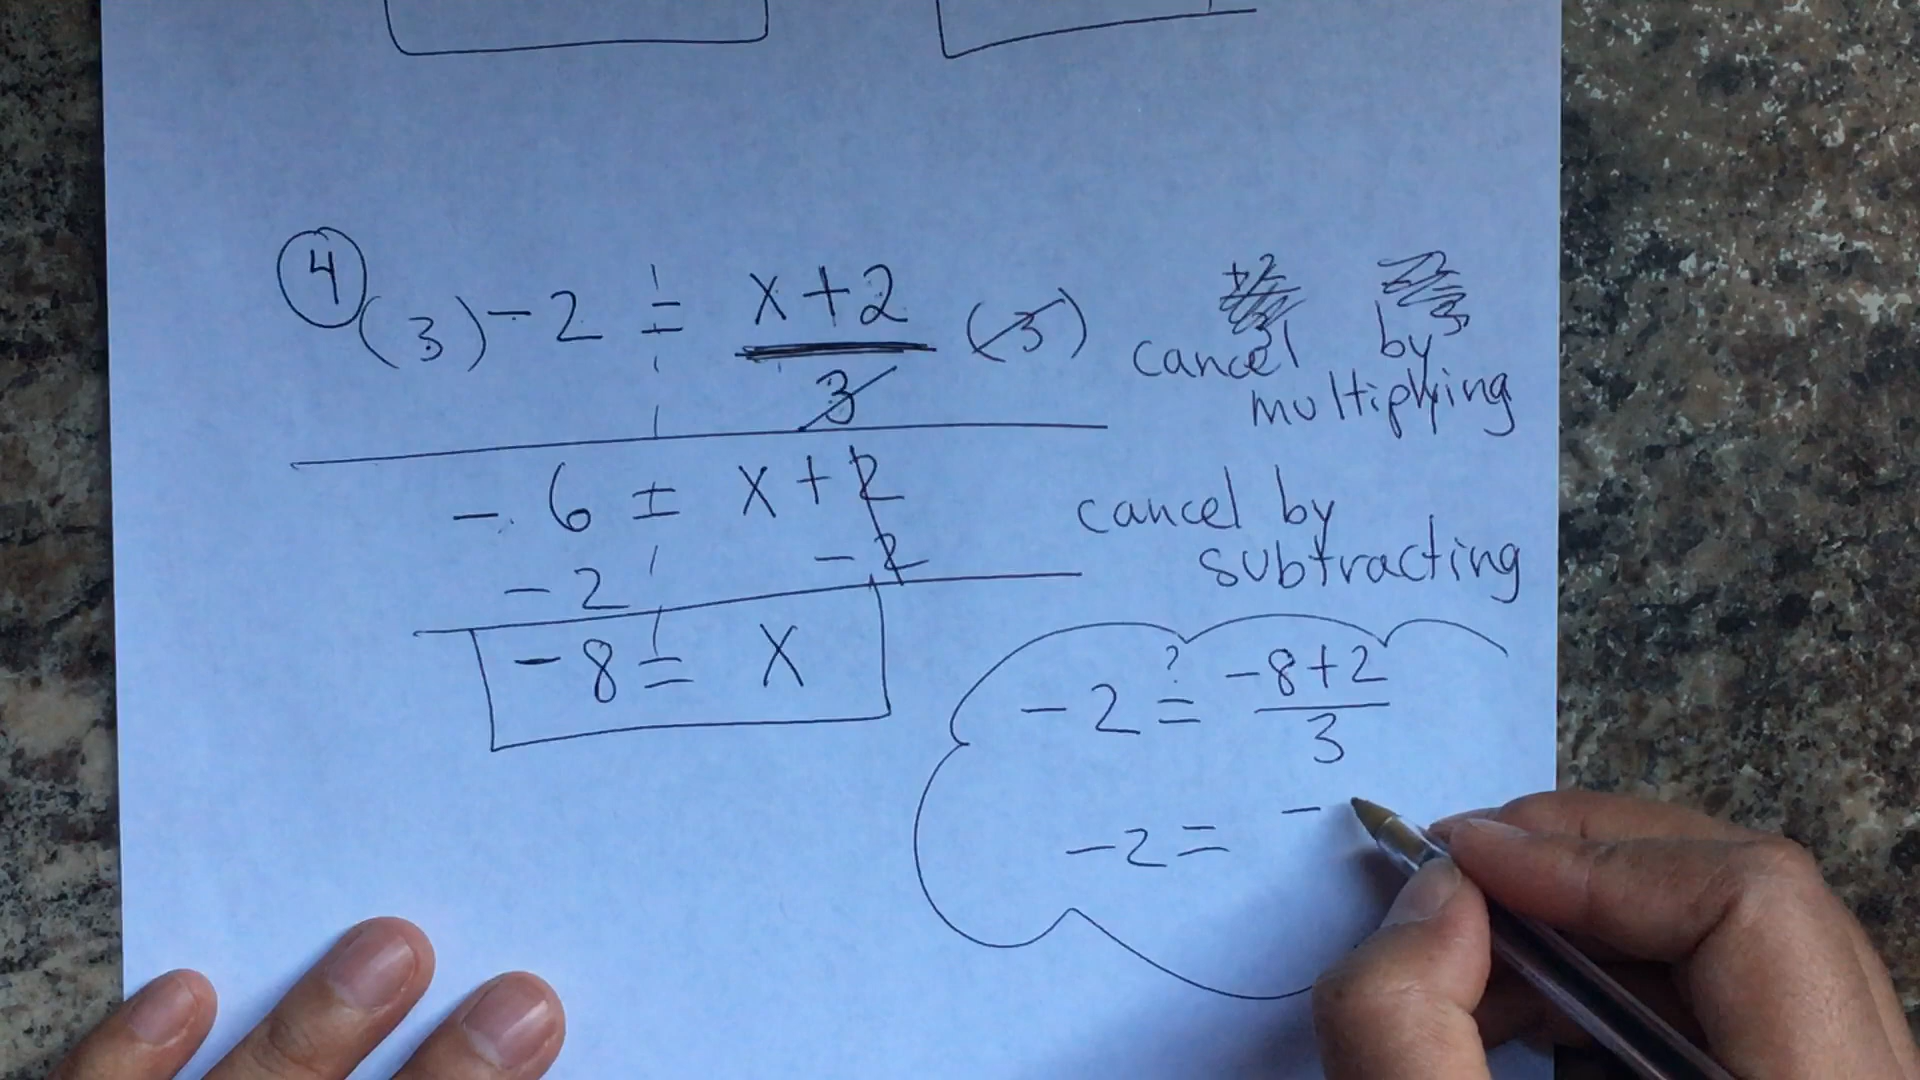 4
(3) -2 = x+2 (3)
3
cancel by
multiplying
-6 = x+2
-2 -2
cancel by
subtracting
-8 = x
-2 ?= -8+2
3
-2 = -